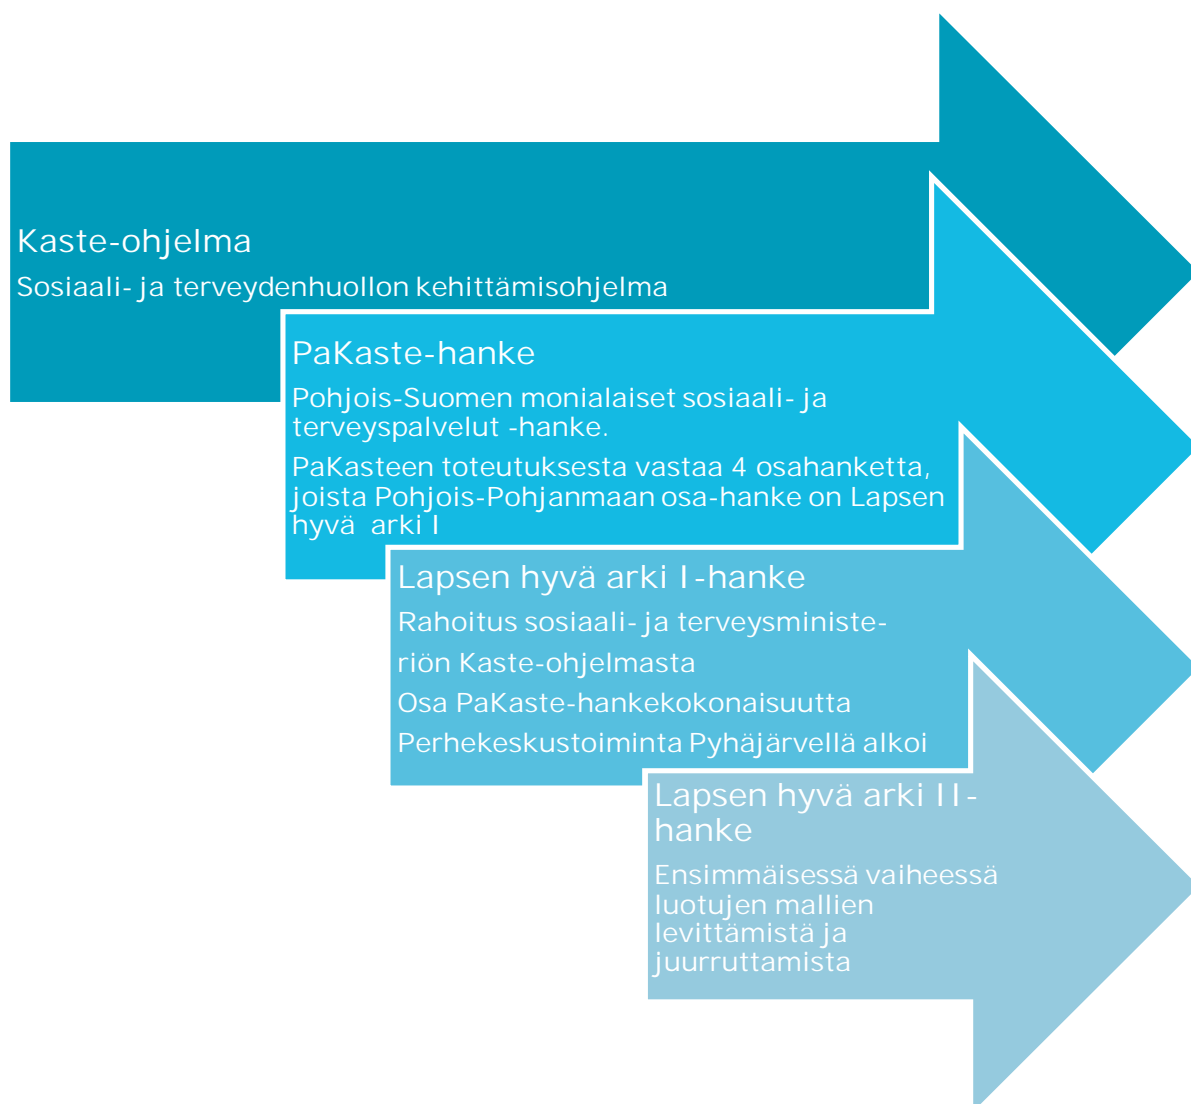 Kaste-ohjelma
Sosiaali- ja terveydenhuollon kehittämisohjelma
PaKaste-hanke
Pohjois-Suomen monialaiset sosiaali- ja
terveyspalvelut -hanke.
PaKasteen toteutuksesta vastaa 4 osahanketta,
joista Pohjois-Pohjanmaan osa-hanke on Lapsen
hyvä arki I
Lapsen hyvä arki I-hanke
Rahoitus sosiaali- ja terveysministe-
riön Kaste-ohjelmasta
Osa PaKaste-hankekokonaisuutta
Perhekeskustoiminta Pyhäjärvellä alkoi
Lapsen hyvä arki II-
hanke
Ensimmäisessä vaiheessä
luotujen mallien
levittämistä ja
juurruttamista